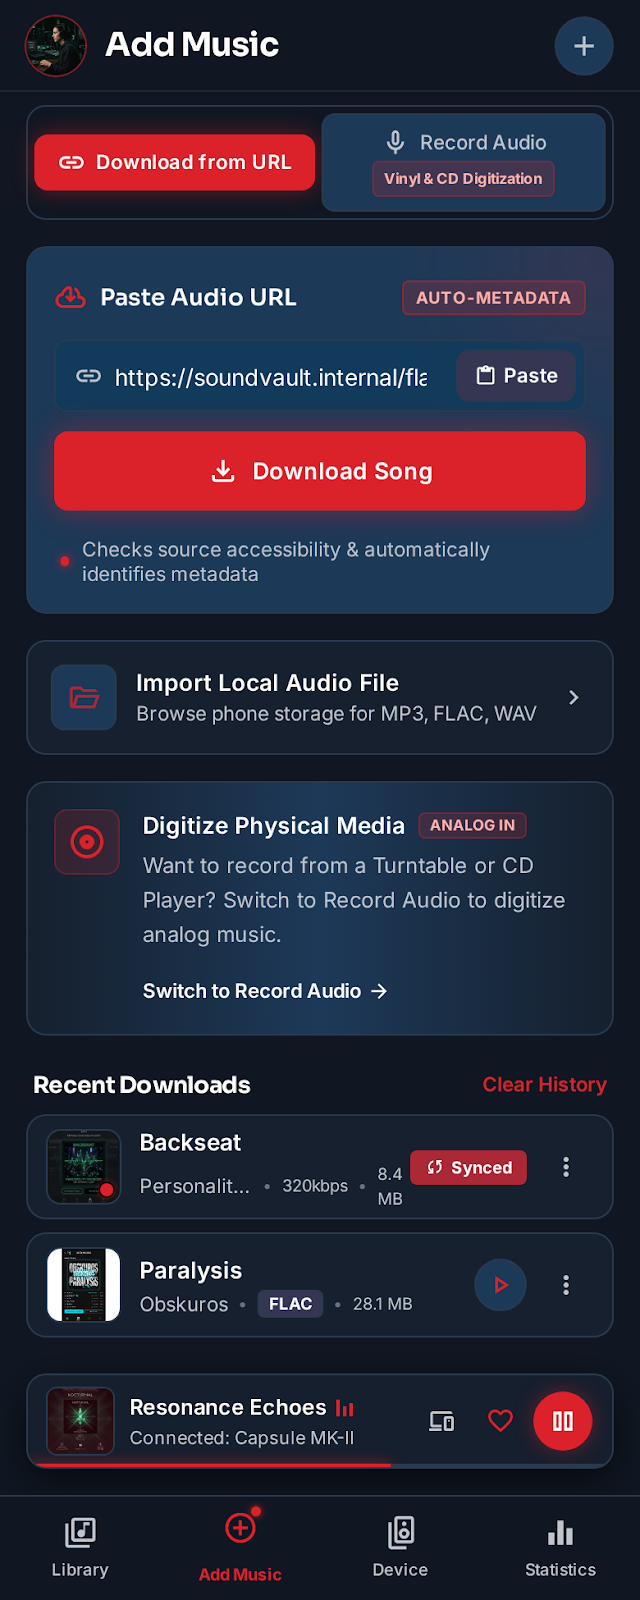 Add Music
Download from URL
Record Audio
Vinyl & CD Digitization
Paste Audio URL
AUTO-METADATA
https://soundvault.internal/fla
Paste
Download Song
Checks source accessibility & automatically
identifies metadata
Import Local Audio File
Browse phone storage for MP3, FLAC, WAV
Digitize Physical Media
ANALOG IN
Want to record from a Turntable or CD
Player? Switch to Record Audio to digitize
analog music.
Switch to Record Audio →
Recent Downloads
Clear History
Backseat
Personalit... • 320kbps • 8.4
MB
Synced
Paralysis
Obskuros • FLAC • 28.1 MB
Resonance Echoes
Connected: Capsule MK-II
Library
Add Music
Device
Statistics